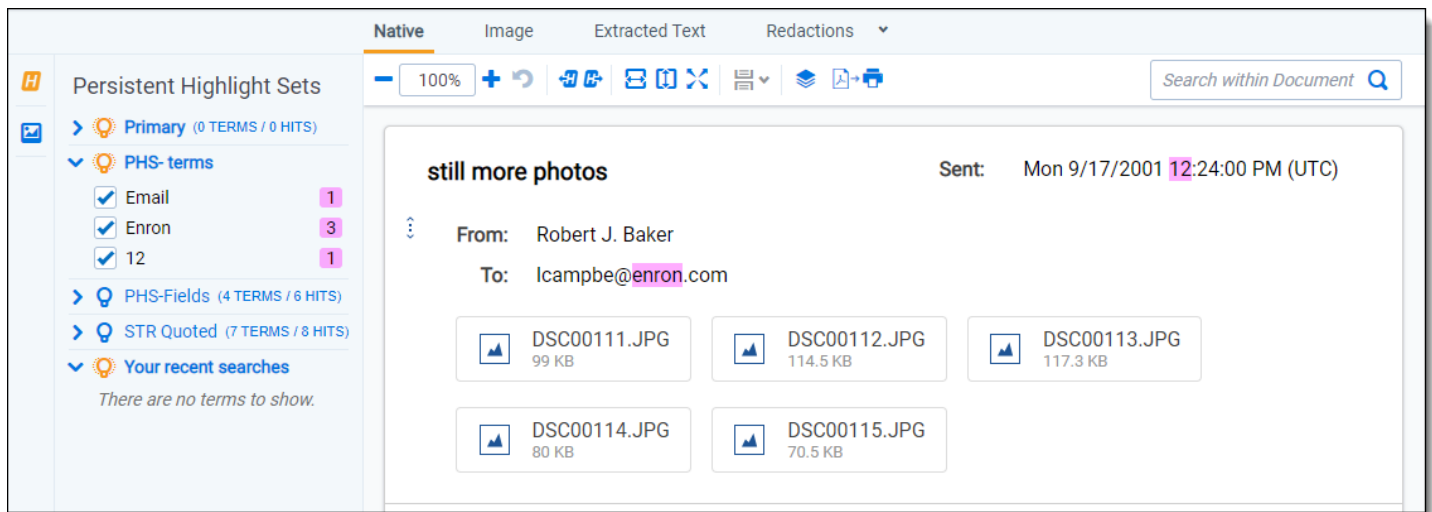 Native Image Extracted Text Redactions
H
Persistent Highlight Sets
Primary (0 TERMS / 0 HITS)
PHS- terms
Email 1
Enron 3
12 1
PHS-Fields (4 TERMS / 6 HITS)
STR Quoted (7 TERMS / 8 HITS)
Your recent searches
There are no terms to show.
100% H H Search within Document
still more photos Sent: Mon 9/17/2001 12:24:00 PM (UTC)
From: Robert J. Baker
To: lcampbe@enron.com
DSC00111.JPG DSC00112.JPG DSC00113.JPG
99 KB 114.5 KB 117.3 KB
DSC00114.JPG DSC00115.JPG
80 KB 70.5 KB